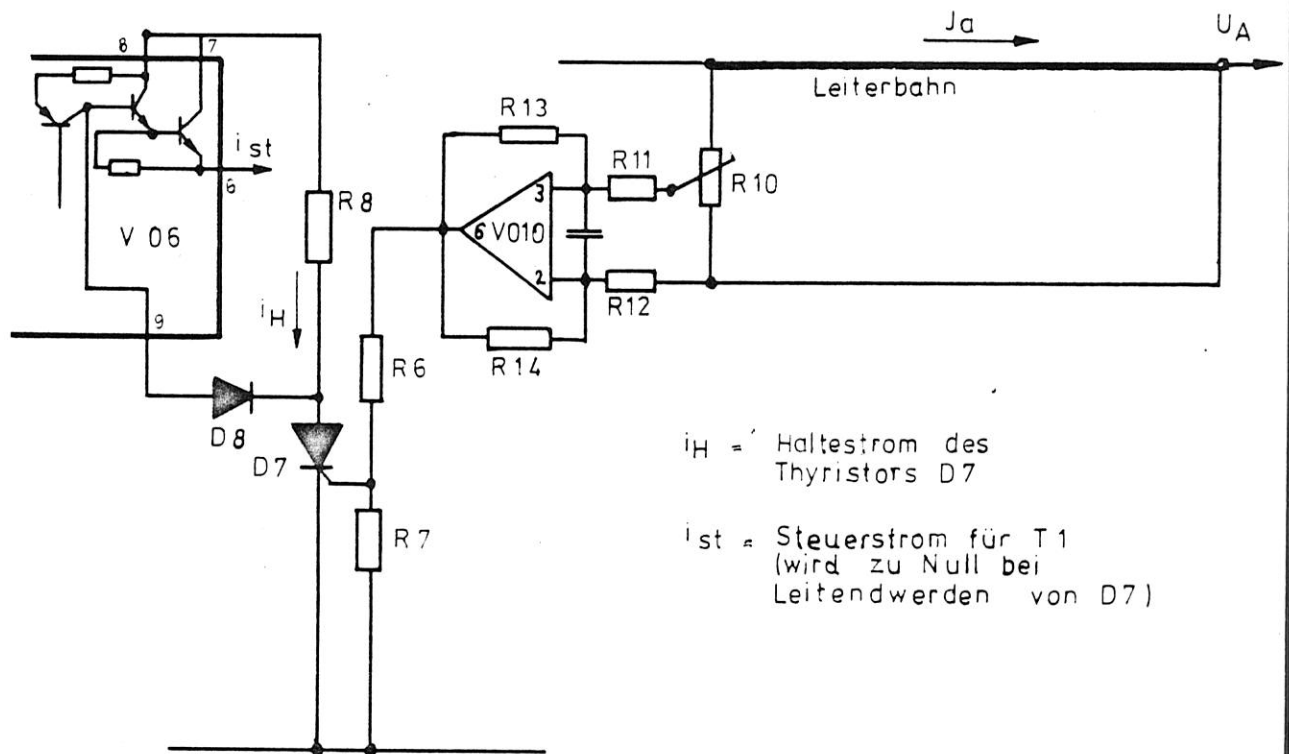 Ja
UA
8
7
Leiterbahn
R13
R11
R10
ist
6
3
R8
V 06
6
VO10
2
R12
iH
9
R14
R6
D8
D7
R7
iH = Haltestrom des
Thyristors D7
ist = Steuerstrom für T1
(wird zu Null bei
Leitendwerden von D7)